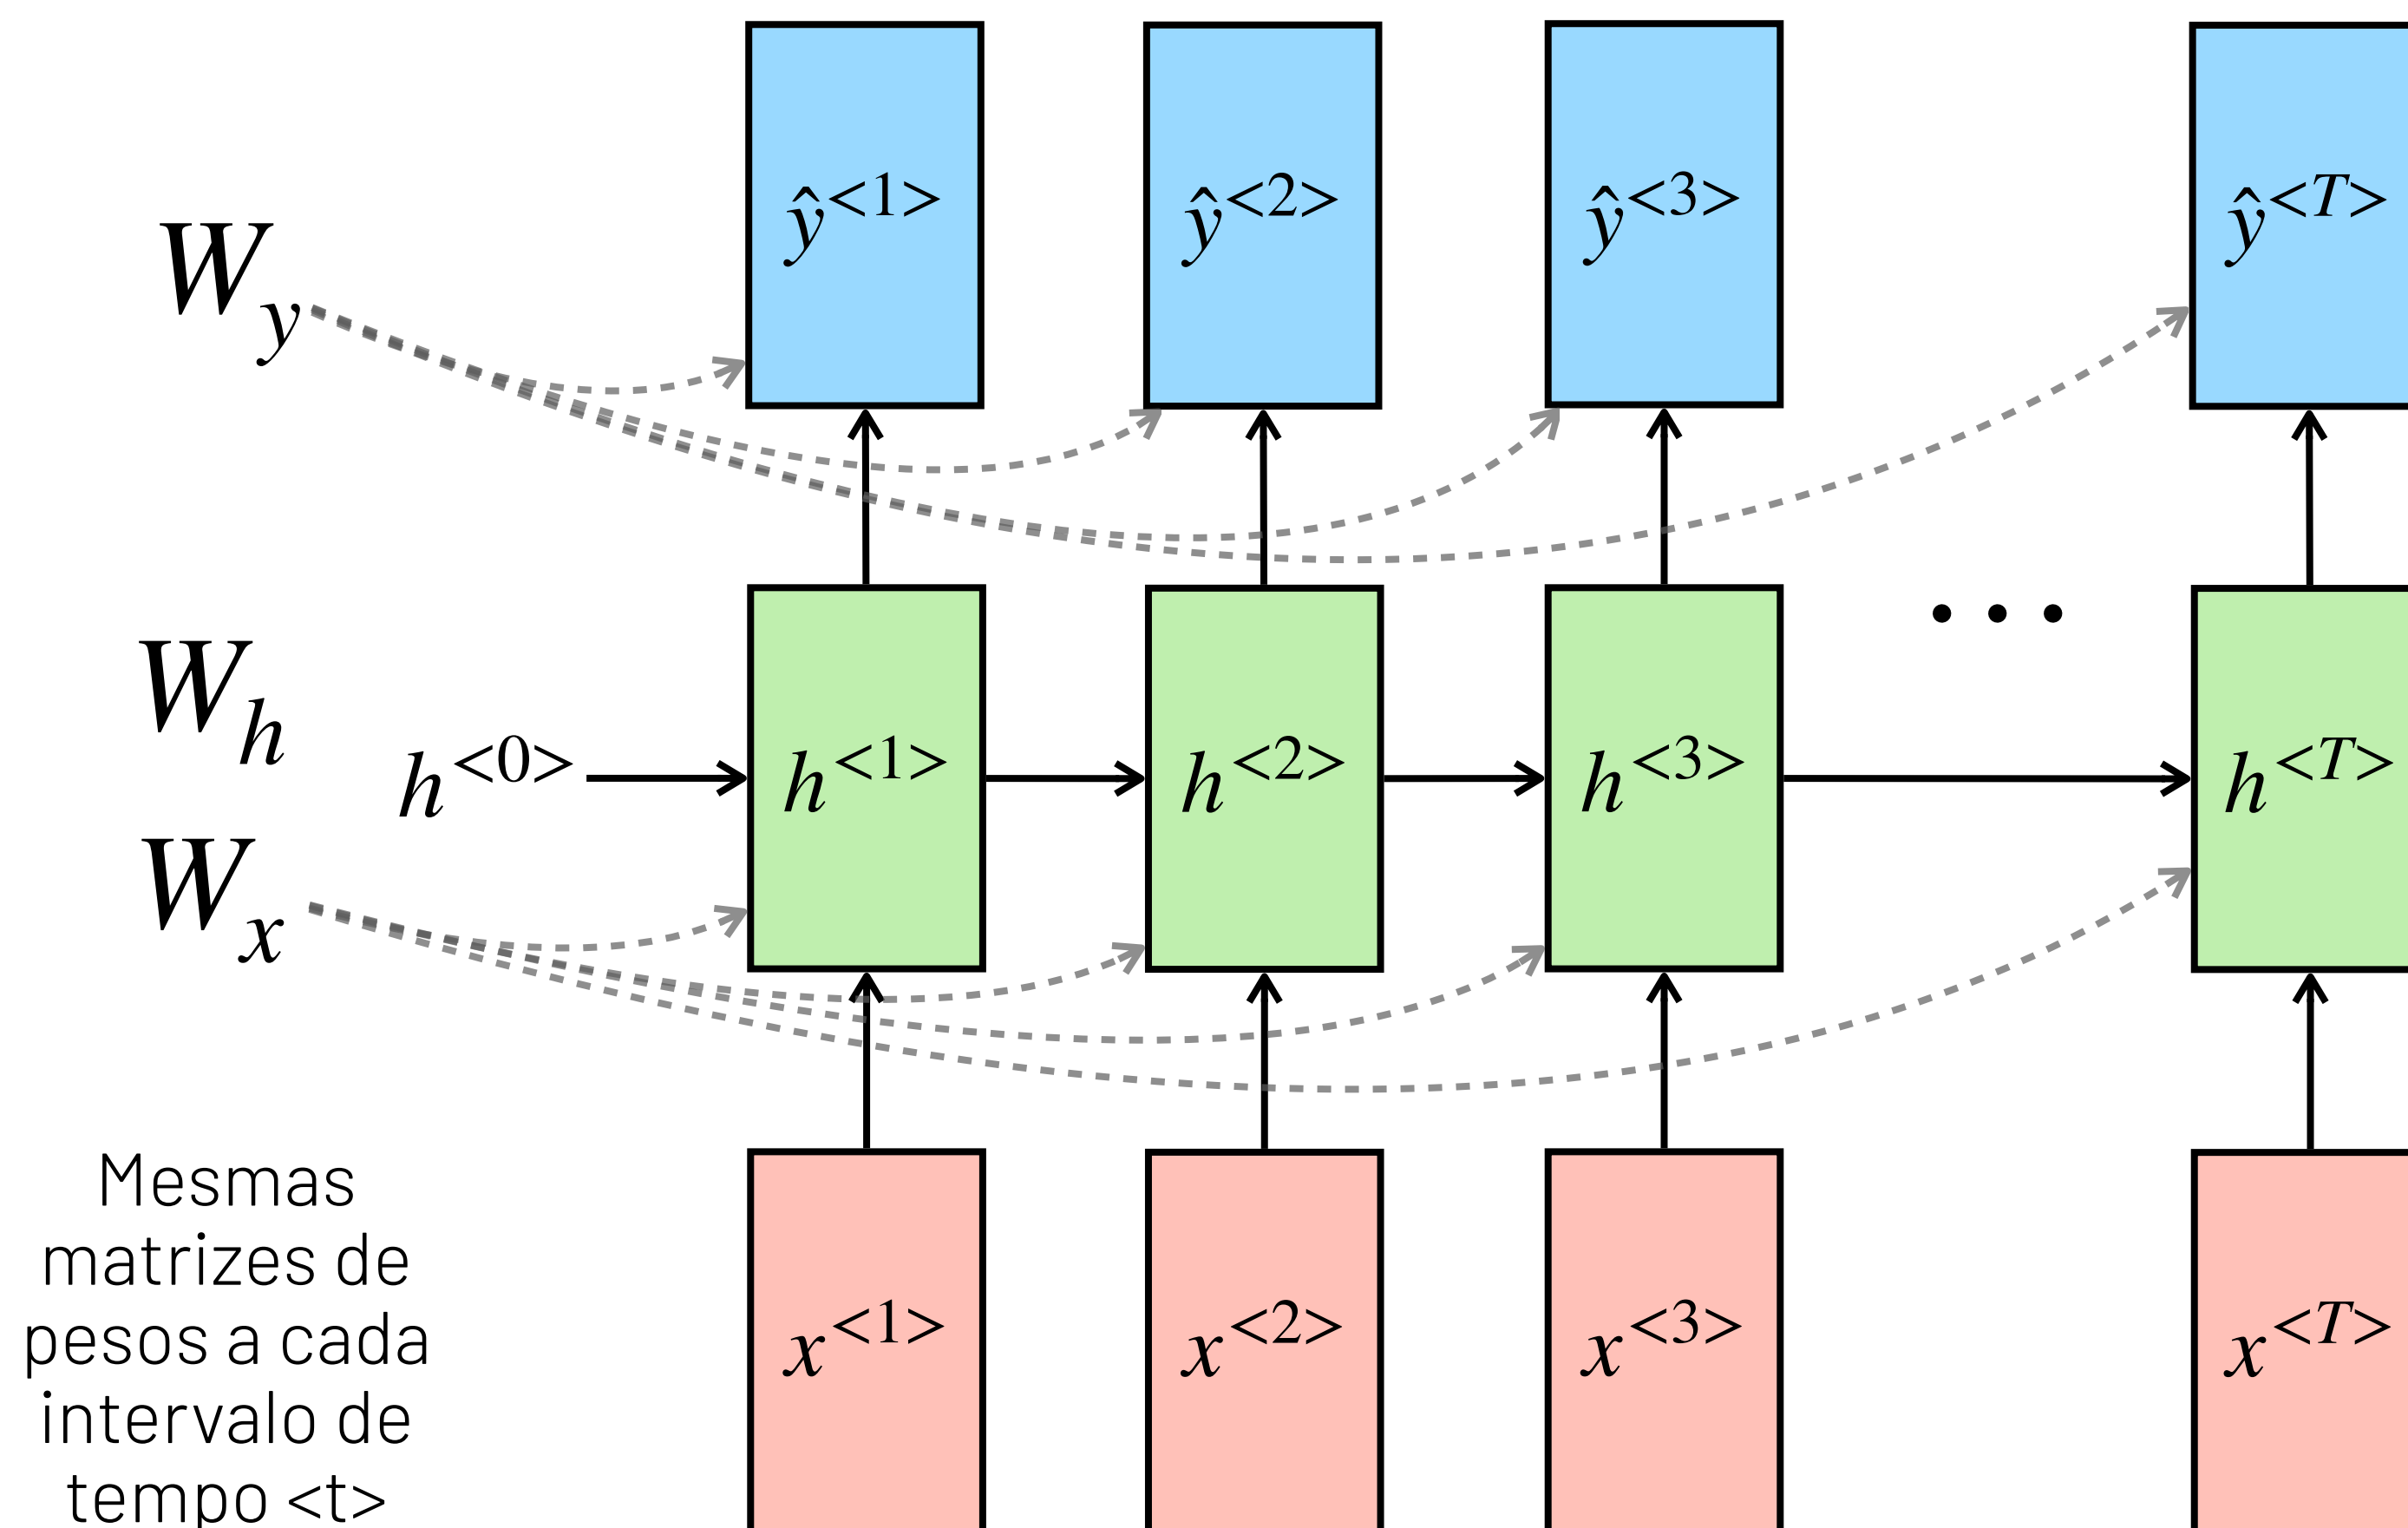 ŷ<1> ŷ<2> ŷ<3> ŷ<T>
W_y
W_h
h<0> h<1> h<2> h<3> ... h<T>
W_x
x<1> x<2> x<3> x<T>
Mesmas
matrizes de
pesos a cada
intervalo de
tempo <t>